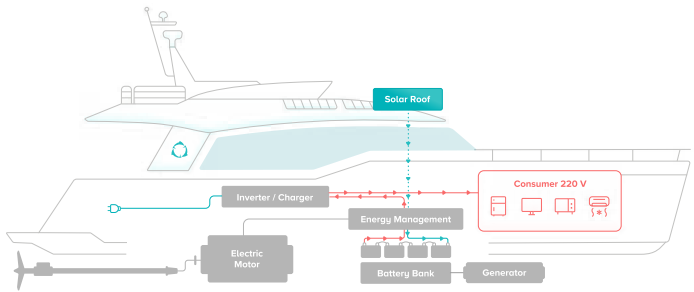 Solar Roof
Consumer 220 V
Inverter / Charger
Energy Management
Electric
Motor
Battery Bank
Generator